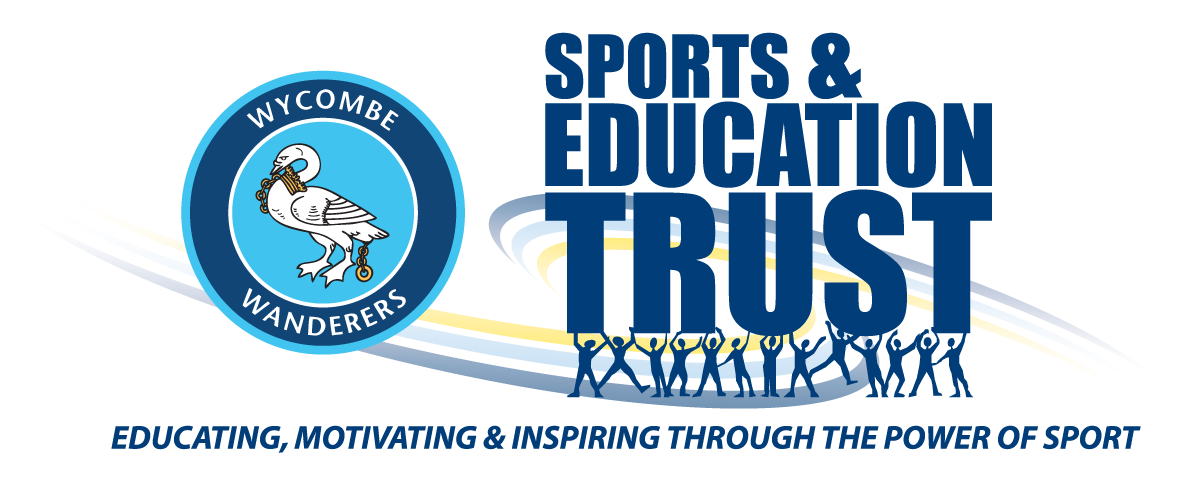 WYCOMBE
WANDERERS
SPORTS &
EDUCATION
TRUST
EDUCATING, MOTIVATING & INSPIRING THROUGH THE POWER OF SPORT